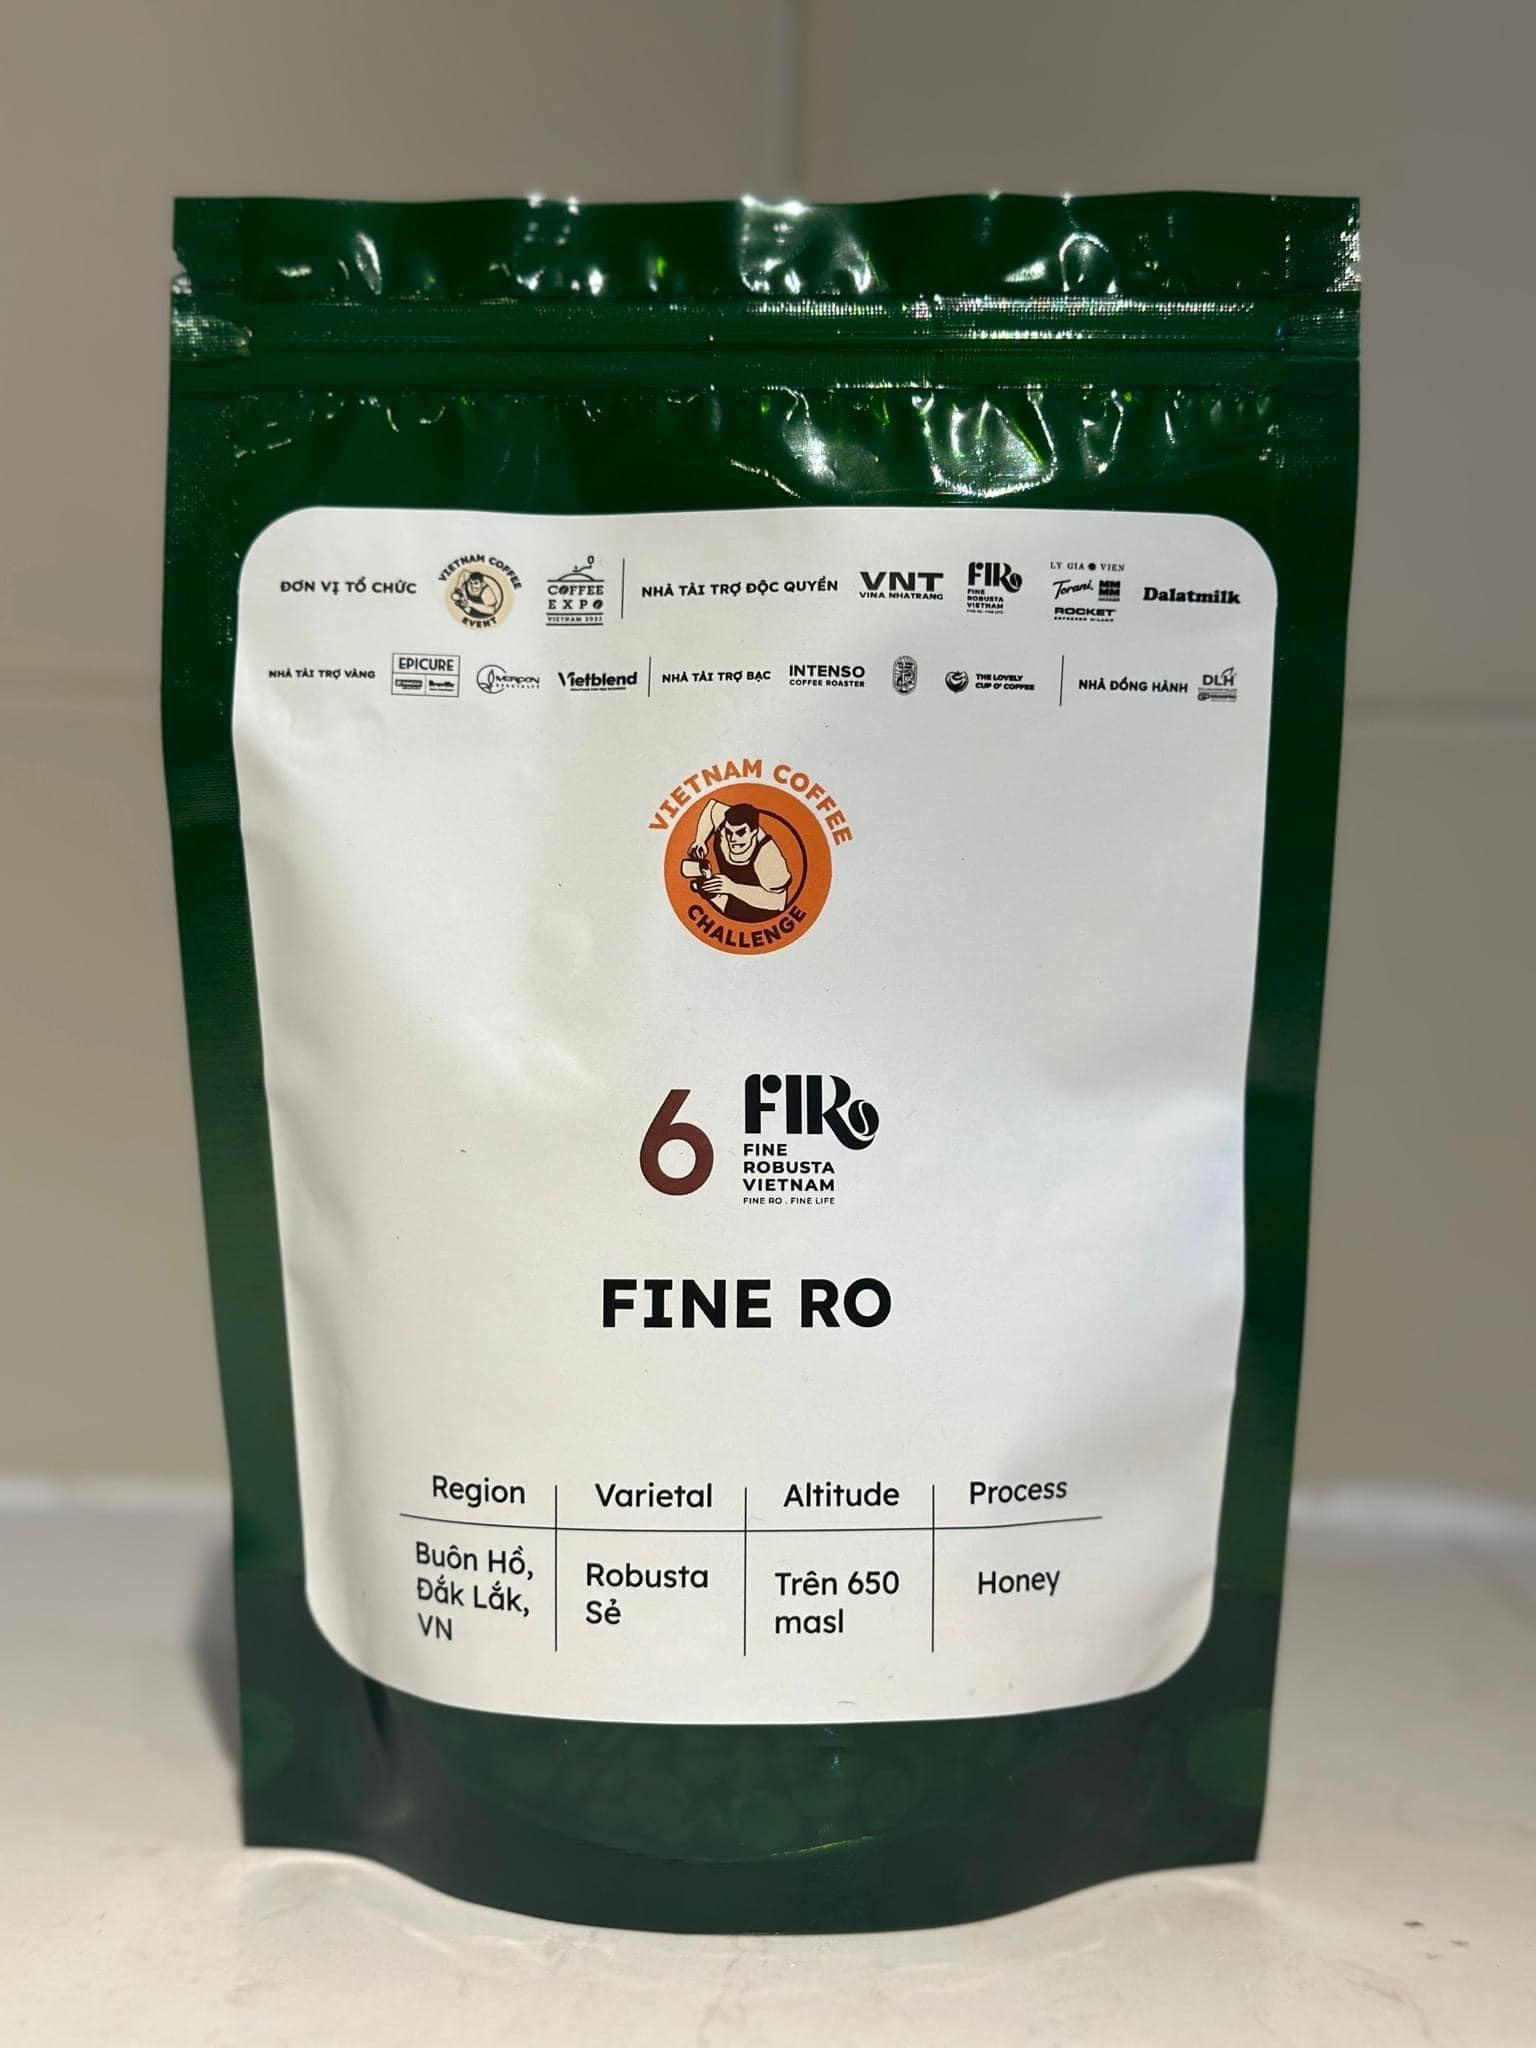 ĐƠN VỊ TỔ CHỨC
VIETNAM COFFEE
EVENT
COFFEE
EXPO
VIETNAM 2023
NHÀ TÀI TRỢ ĐỘC QUYỀN
VNT
VINA NHATRANG
FIRo
FINE
ROBUSTA
VIETNAM
LY GIA VIEN
Torani
ROCKET
Dalatmilk
NHÀ TÀI TRỢ VÀNG
EPICURE
MERCON
Vietblend
NHÀ TÀI TRỢ BẠC
INTENSO
COFFEE ROASTER
THE LOVELY
CUP O' COFFEE
NHÀ ĐỒNG HÀNH
DLH
VIETNAM COFFEE
CHALLENGE
6
FIRo
FINE
ROBUSTA
VIETNAM
FINE RO . FINE LIFE
FINE RO
Region Varietal Altitude Process
Buôn Hồ,
Đắk Lắk,
VN
Robusta
Sẻ
Trên 650
masl
Honey